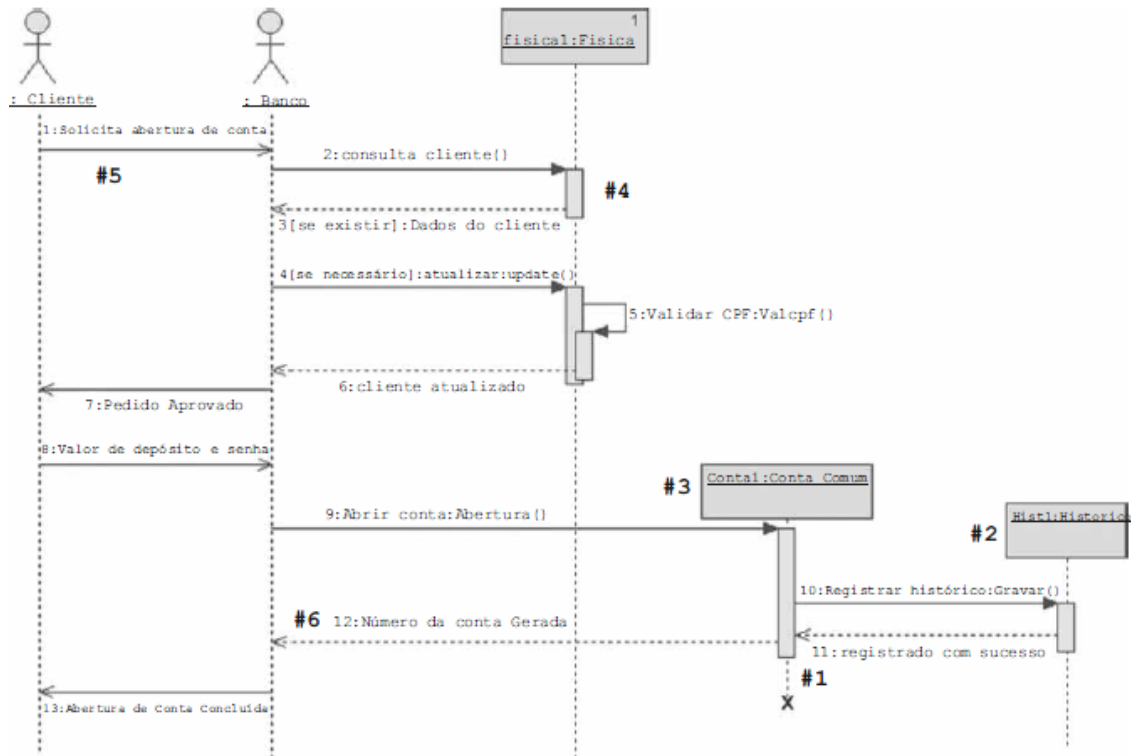 1
fisical:Fisica
: Cliente
: Banco
1:Solicita abertura de conta
2:consulta cliente()
#5
#4
3[se existir]:Dados do cliente
4[se necessário]:atualizar:update()
5:Validar CPF:Valcpf()
6:cliente atualizado
7:Pedido Aprovado
8:Valor de depósito e senha
#3
Conta1:Conta Comum
9:Abrir conta:Abertura()
#2
Hist1:Historico
10:Registrar histórico:Gravar()
#6
12:Número da conta Gerada
11:registrado com sucesso
#1
X
13:Abertura de Conta Concluída